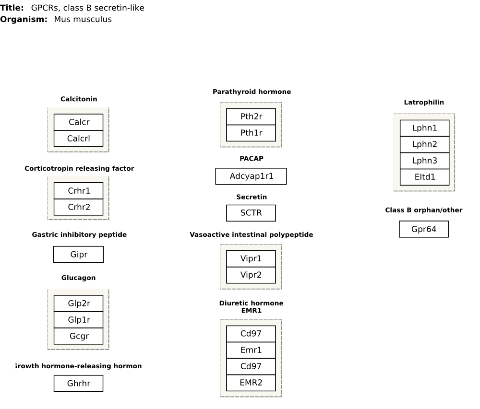 Title: GPCRs, class B secretin-like
Organism: Mus musculus
Calcitonin
Calcr
Calcrl
Corticotropin releasing factor
Crhr1
Crhr2
Gastric inhibitory peptide
Gipr
Glucagon
Glp2r
Glp1r
Gcgr
hormone-releasing hormon
Ghrhr
Parathyroid hormone
Pth2r
Pth1r
PACAP
Adcyap1r1
Secretin
SCTR
Vasoactive intestinal polypeptide
Vipr1
Vipr2
Diuretic hormone
EMR1
Cd97
Emr1
Cd97
EMR2
Latrophilin
Lphn1
Lphn2
Lphn3
Eltd1
Class B orphan/other
Gpr64